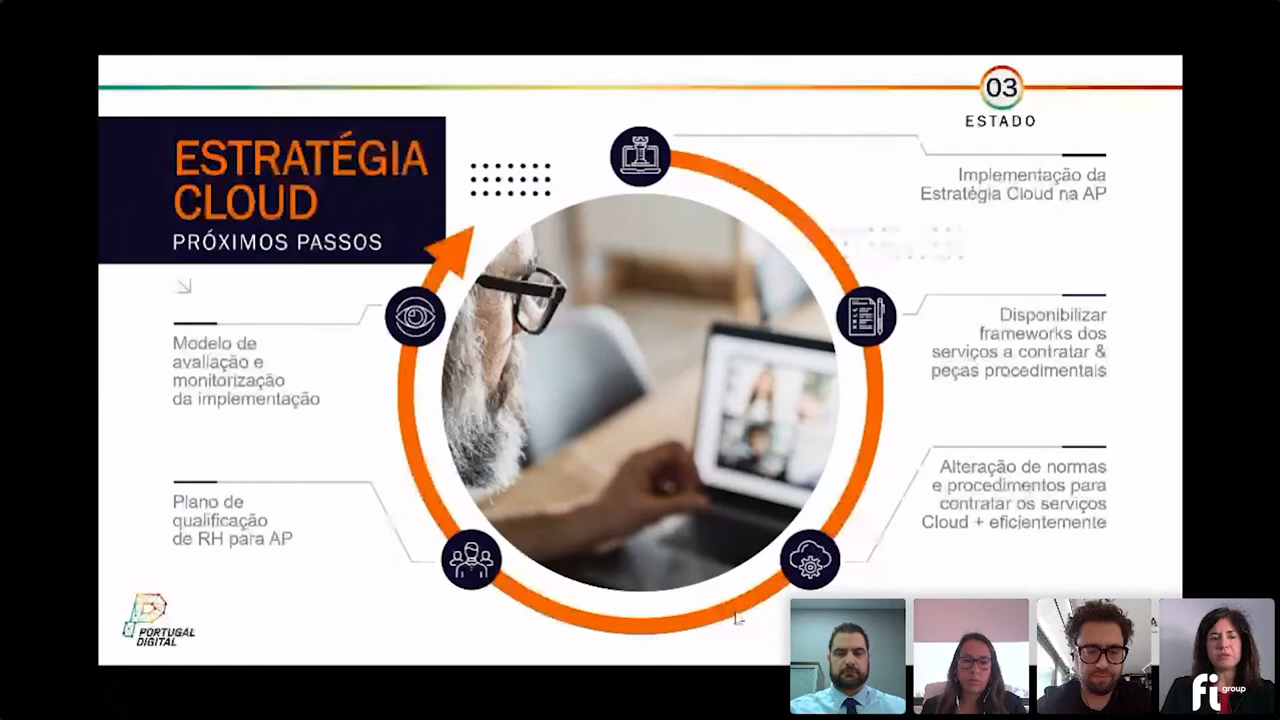 03
ESTADO
ESTRATÉGIA
CLOUD
PRÓXIMOS PASSOS
Implementação da
Estratégia Cloud na AP
Disponibilizar
frameworks dos
serviços a contratar &
peças procedimentais
Alteração de normas
e procedimentos para
contratar os serviços
Cloud + eficientemente
Plano de
qualificação
de RH para AP
Modelo de
avaliação e
monitorização
da implementação
PORTUGAL
DIGITAL
fi group